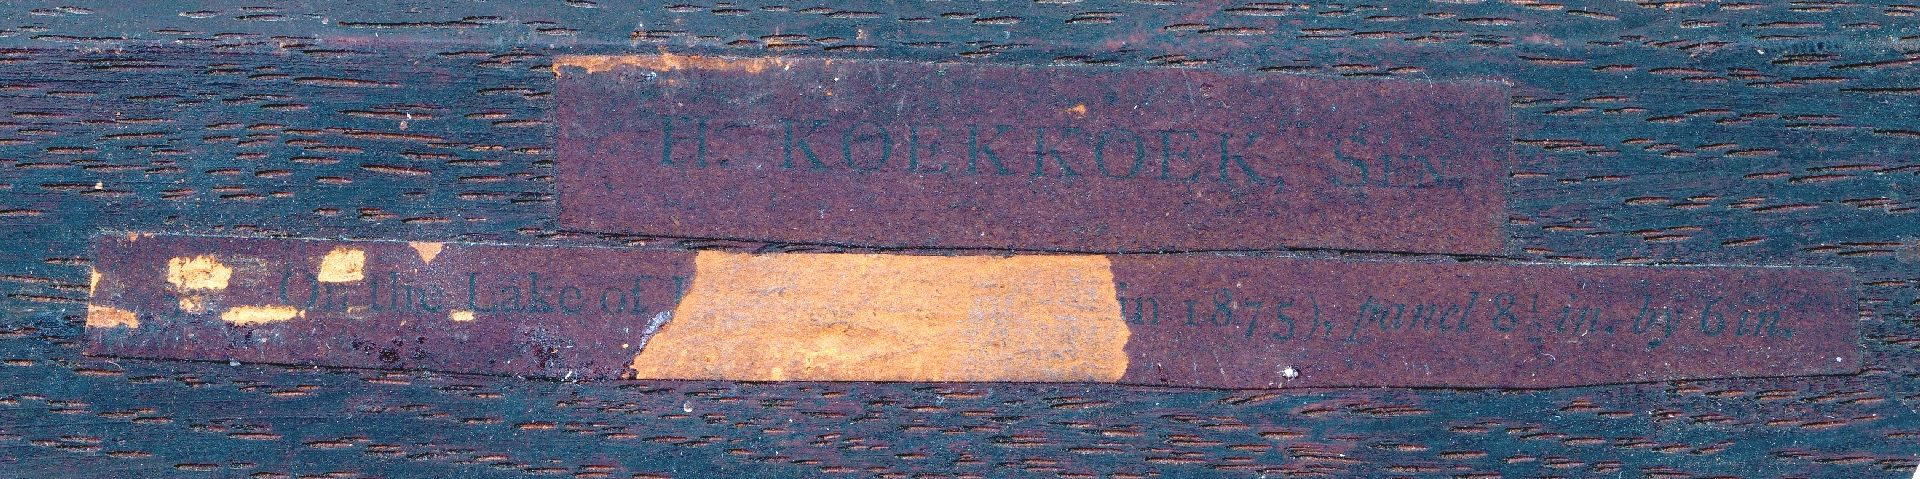 H. KOEKKOEK, SEN.
On the Lake of in 1875), panel 8½ in. by 6 in.